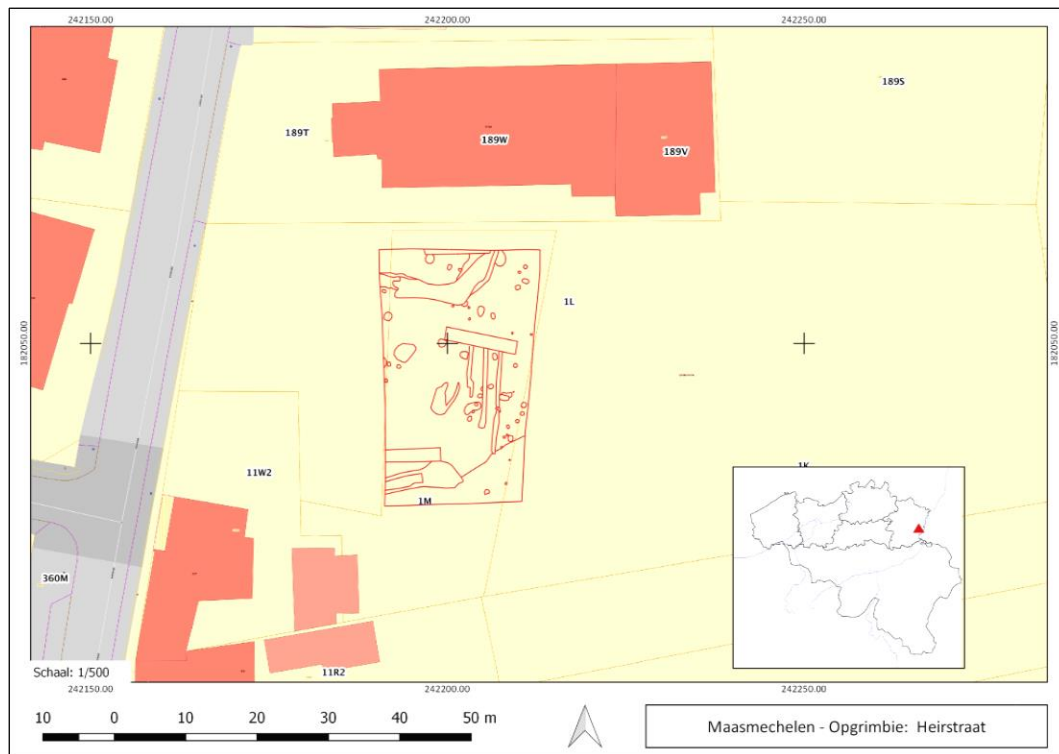 242150.00 242200.00 242250.00
189S
189T
189W
189V
1L
182050.00
182050.00
1K
11W2
1M
360M
11R2
Schaal: 1/500
242150.00 242200.00 242250.00
10 0 10 20 30 40 50 m
Maasmechelen - Opgrimbie: Heirstraat